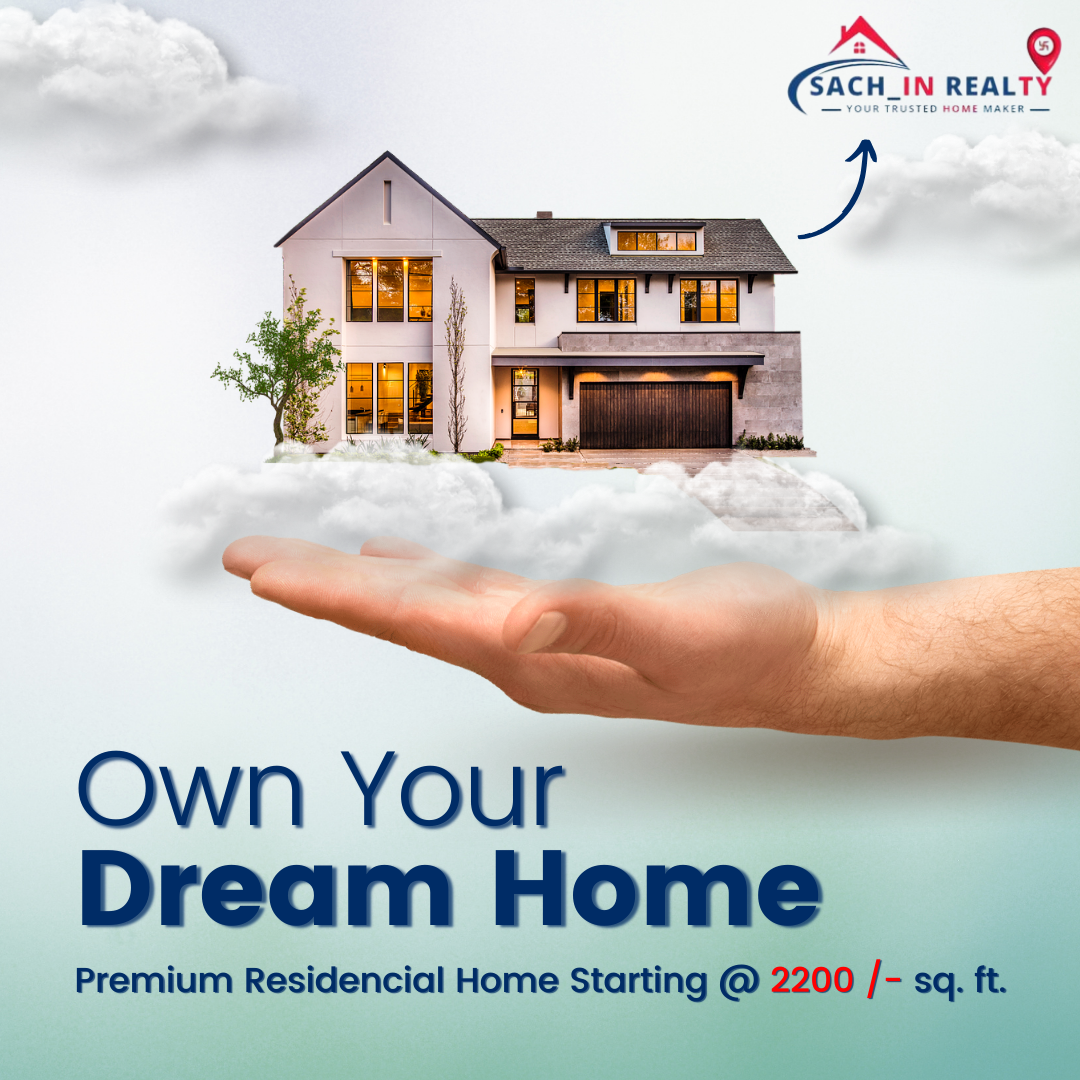 SACH_IN REALTY
YOUR TRUSTED HOME MAKER
Own Your
Dream Home
Premium Residencial Home Starting @ 2200 /- sq. ft.